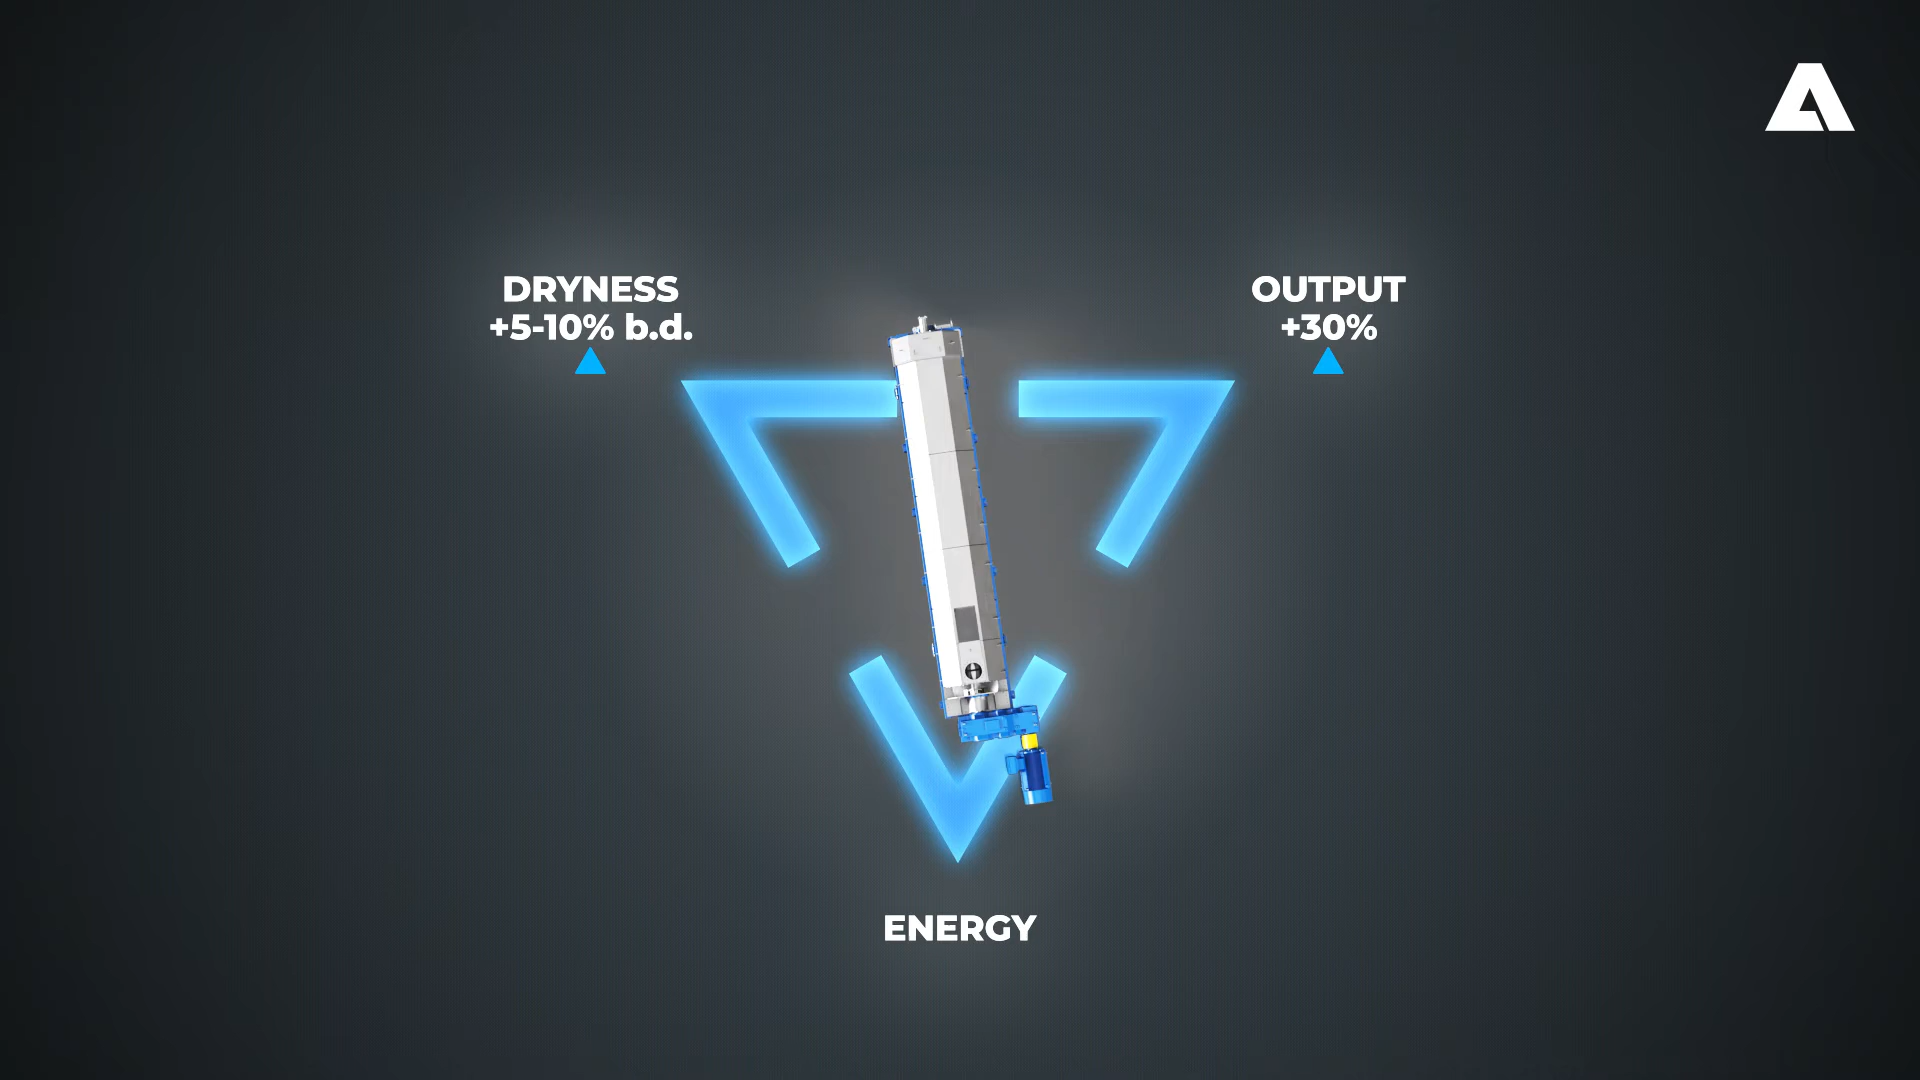 DRYNESS
+5-10% b.d.
OUTPUT
+30%
ENERGY